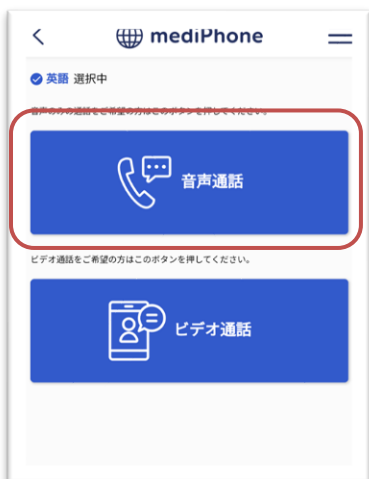 mediPhone
英語 選択中
音声のみの通話をご希望の方はこのボタンを押してください。
音声通話
ビデオ通話をご希望の方はこのボタンを押してください。
ビデオ通話